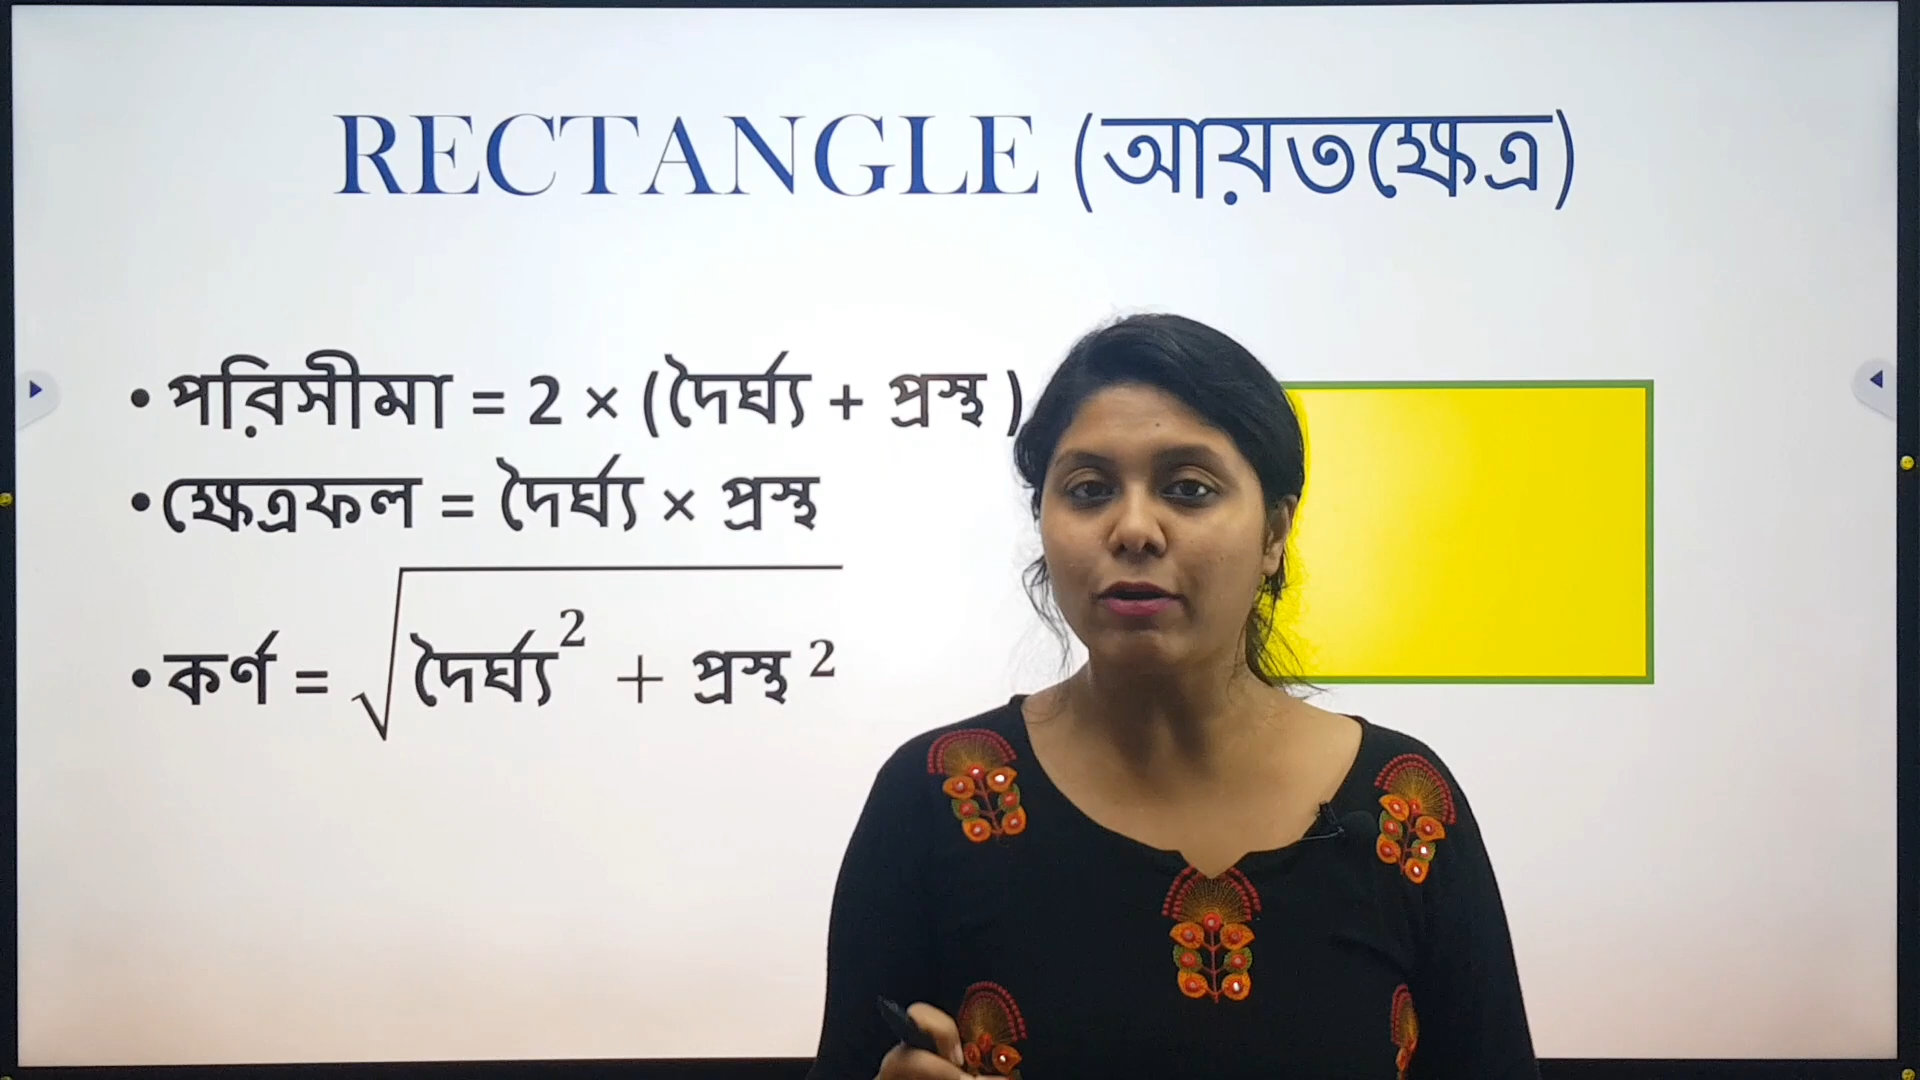 RECTANGLE (আয়তক্ষেত্র)
• পরিসীমা = 2 × (দৈর্ঘ্য + প্রস্থ )
• ক্ষেত্রফল = দৈর্ঘ্য × প্রস্থ
• কর্ণ = √(দৈর্ঘ্য² + প্রস্থ ²)